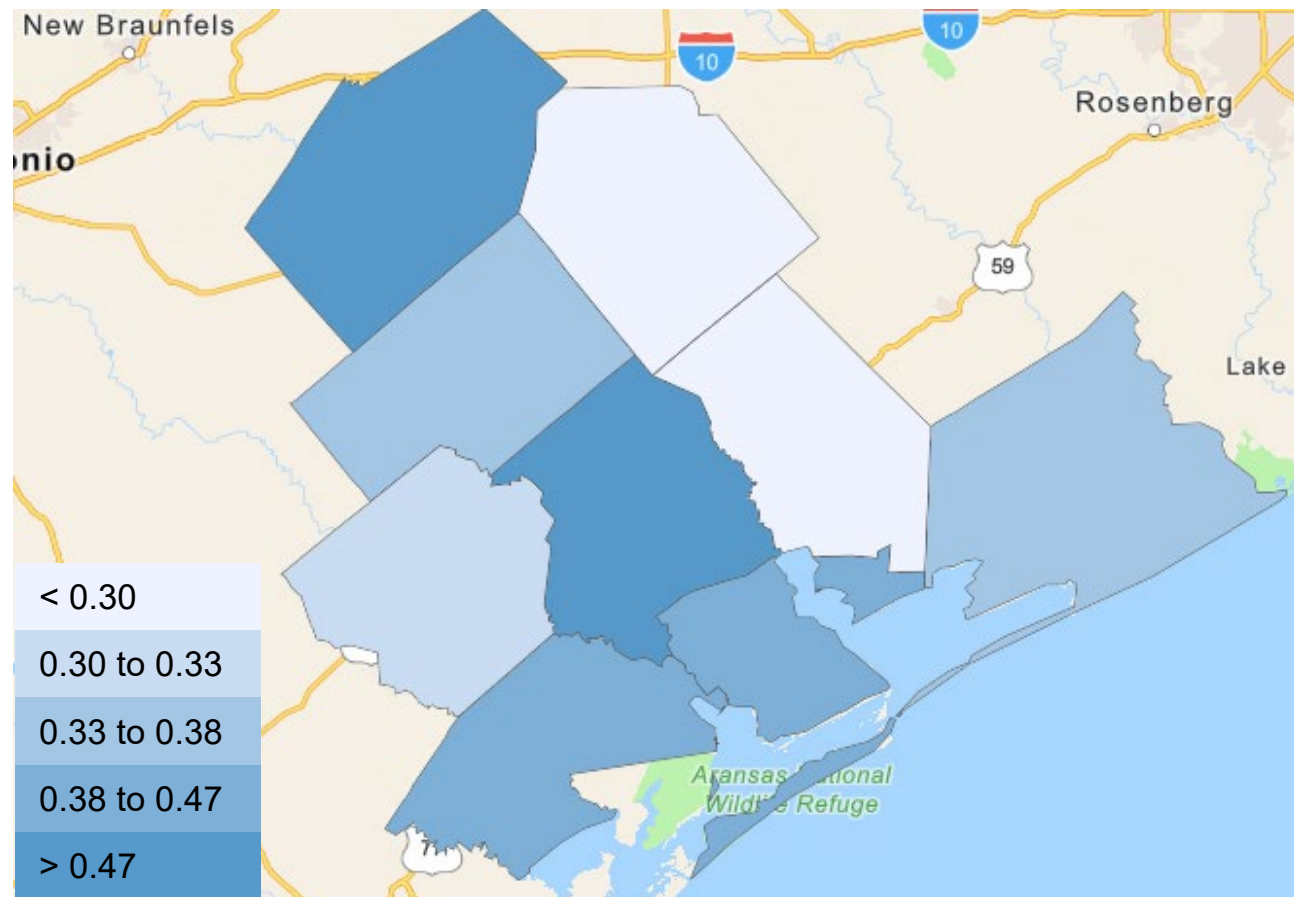 New Braunfels
10
10
Rosenberg
onio
59
Lake
< 0.30
0.30 to 0.33
0.33 to 0.38
0.38 to 0.47
> 0.47
Aransas National
Wildlife Refuge